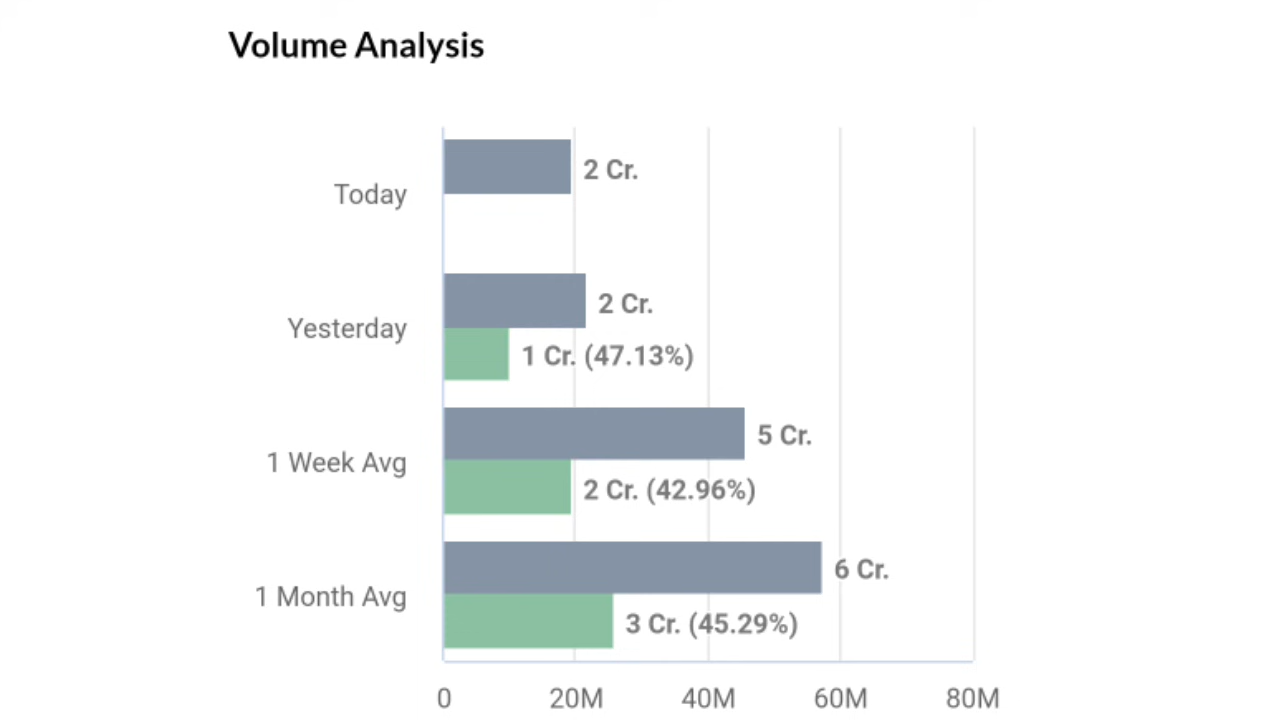 Volume Analysis
Today
2 Cr.
Yesterday
2 Cr.
1 Cr. (47.13%)
1 Week Avg
5 Cr.
2 Cr. (42.96%)
1 Month Avg
6 Cr.
3 Cr. (45.29%)
0 20M 40M 60M 80M